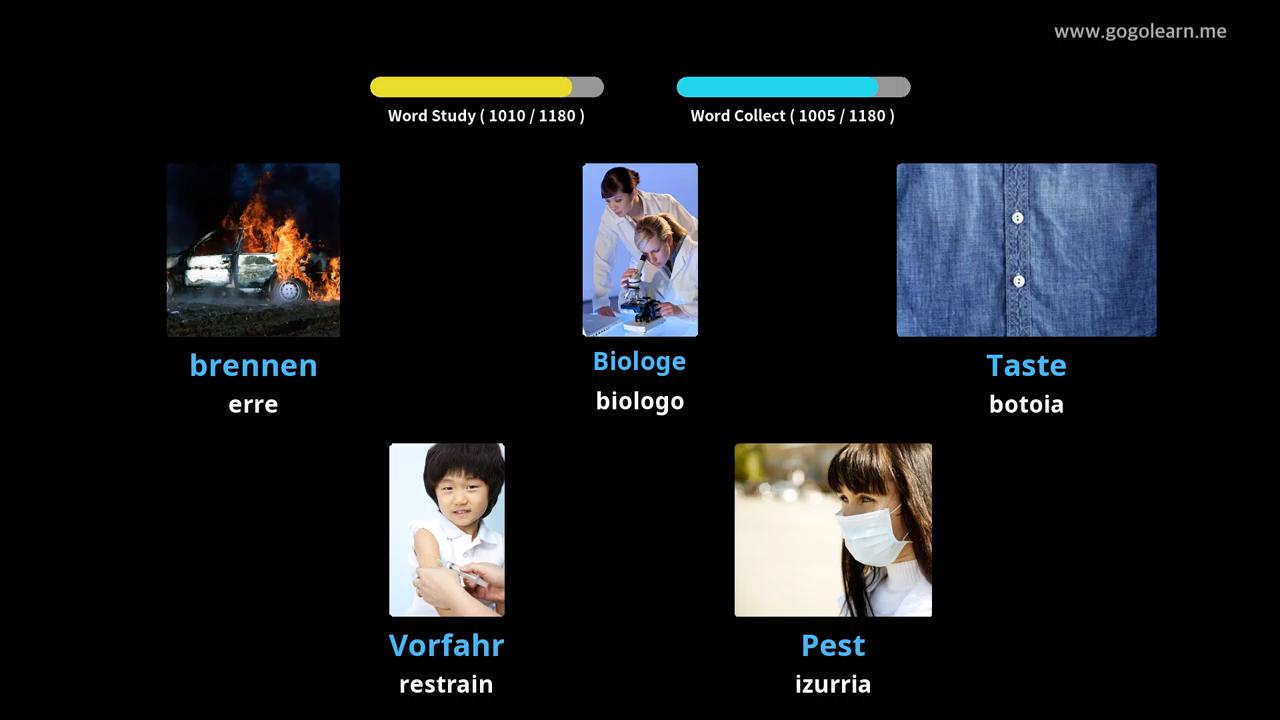 www.gogolearn.me
Word Study ( 1010 / 1180 )
Word Collect ( 1005 / 1180 )
brennen
erre
Biologe
biologo
Taste
botoia
Vorfahr
restrain
Pest
izurria